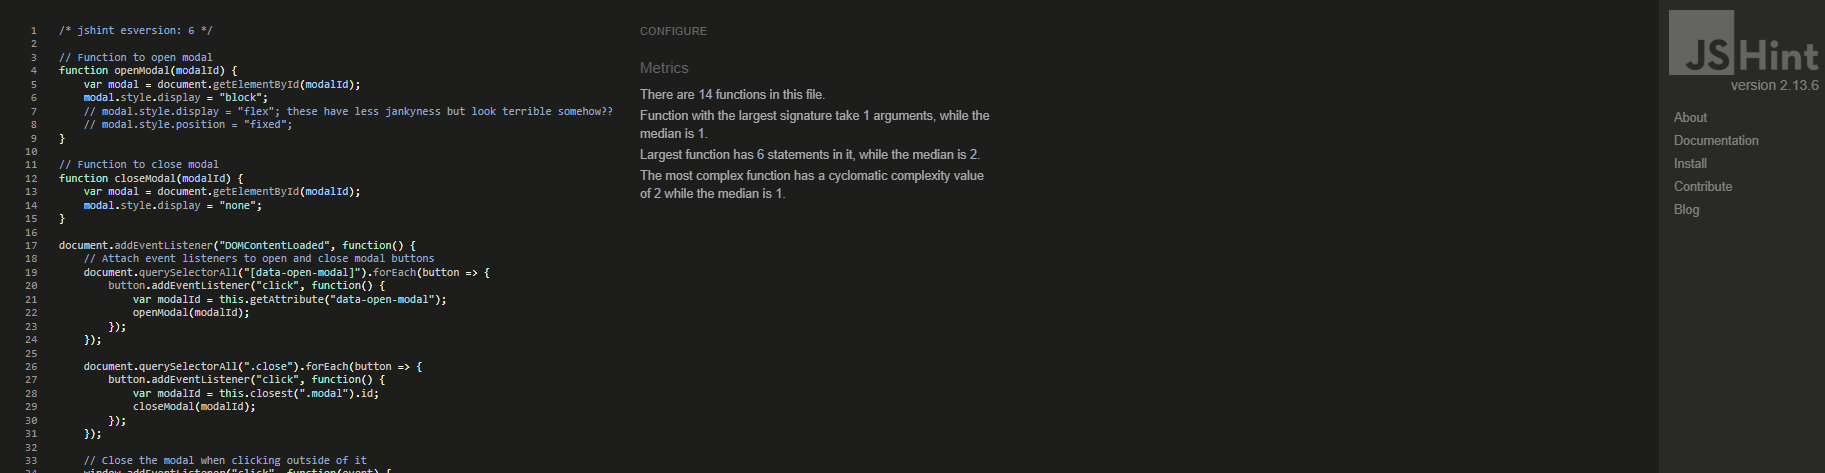 1 /* jshint esversion: 6 */
2
3 // Function to open modal
4 function openModal(modalId) {
5 var modal = document.getElementById(modalId);
6 modal.style.display = "block";
7 // modal.style.display = "flex"; these have less jankyness but look terrible somehow??
8 // modal.style.position = "fixed";
9 }
10
11 // Function to close modal
12 function closeModal(modalId) {
13 var modal = document.getElementById(modalId);
14 modal.style.display = "none";
15 }
16
17 document.addEventListener("DOMContentLoaded", function() {
18 // Attach event listeners to open and close modal buttons
19 document.querySelectorAll("[data-open-modal]").forEach(button => {
20 button.addEventListener("click", function() {
21 var modalId = this.getAttribute("data-open-modal");
22 openModal(modalId);
23 });
24 });
25
26 document.querySelectorAll(".close").forEach(button => {
27 button.addEventListener("click", function() {
28 var modalId = this.closest(".modal").id;
29 closeModal(modalId);
30 });
31 });
32
33 // Close the modal when clicking outside of it
34 window.addEventListener("click", function(event) {
CONFIGURE
Metrics
There are 14 functions in this file.
Function with the largest signature take 1 arguments, while the
median is 1.
Largest function has 6 statements in it, while the median is 2.
The most complex function has a cyclomatic complexity value
of 2 while the median is 1.
JSHint
version 2.13.6
About
Documentation
Install
Contribute
Blog